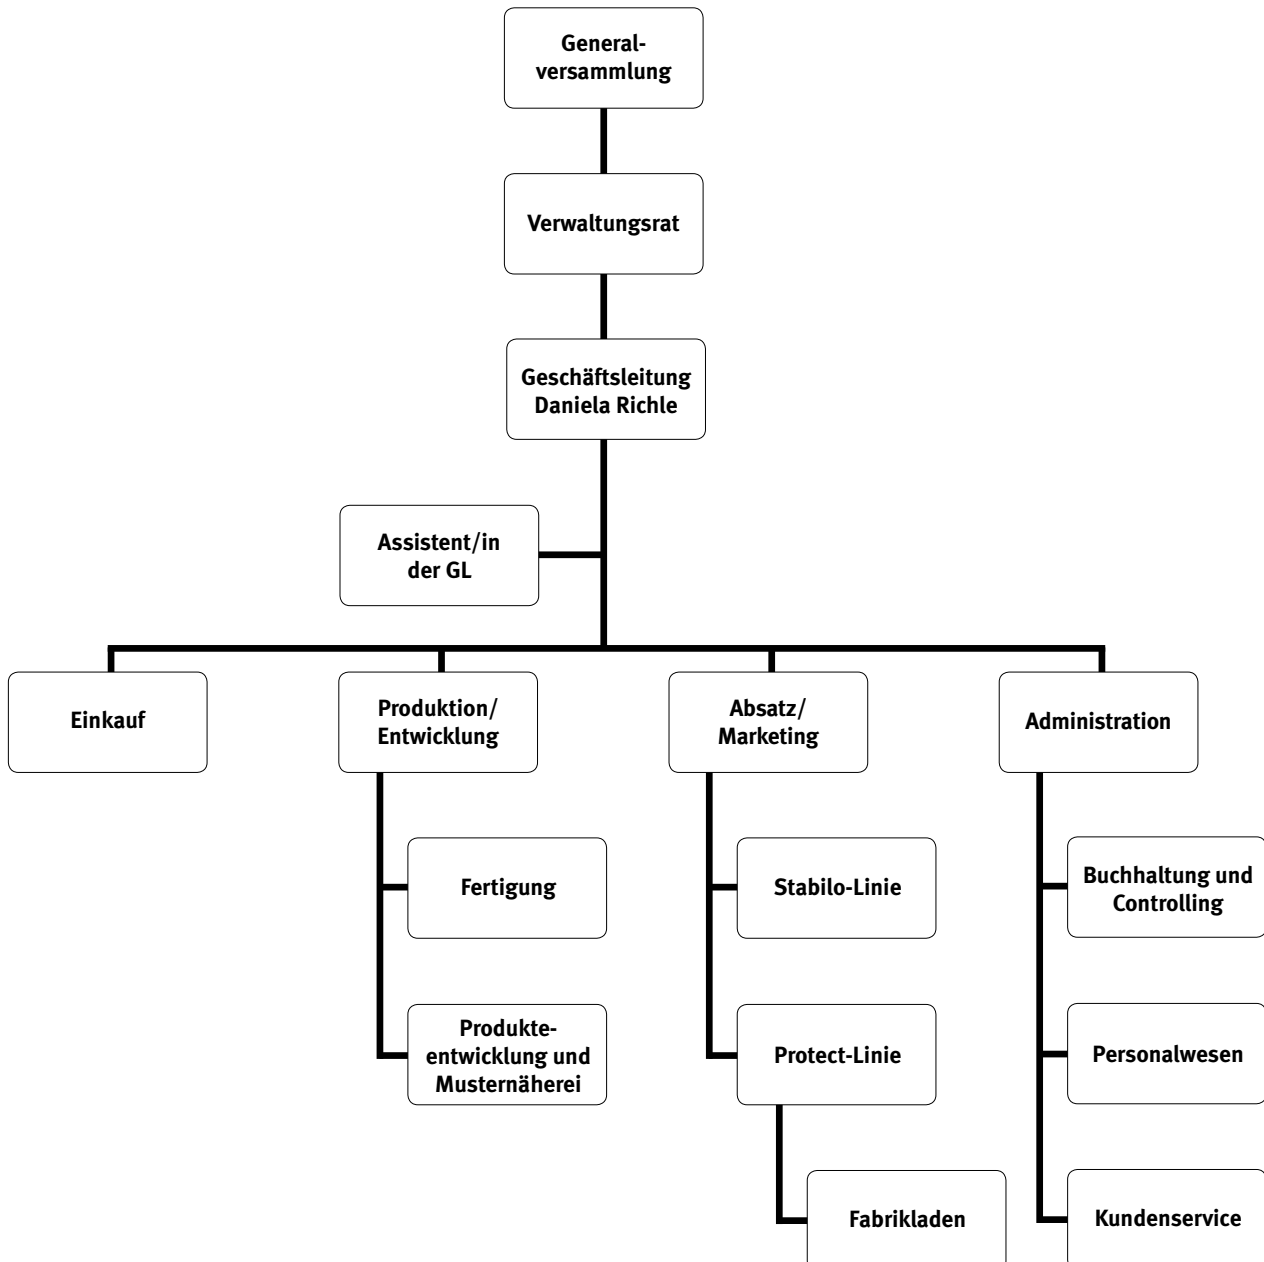 General-
versammlung
Verwaltungsrat
Geschäftsleitung
Daniela Richle
Assistent/in
der GL
Einkauf
Produktion/
Entwicklung
Absatz/
Marketing
Administration
Fertigung
Stabilo-Linie
Buchhaltung und
Controlling
Produkte-
entwicklung und
Musternäherei
Protect-Linie
Personalwesen
Fabrikladen
Kundenservice